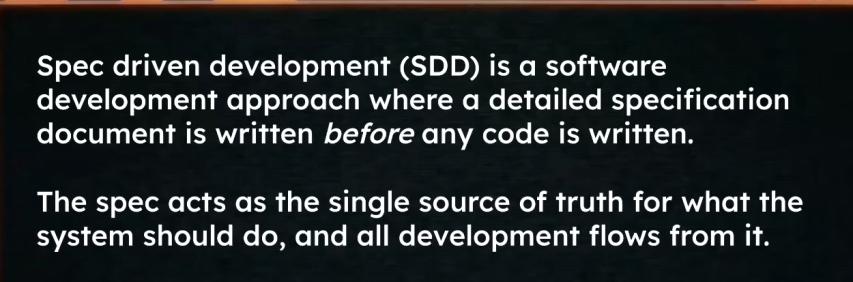 Spec driven development (SDD) is a software
development approach where a detailed specification
document is written before any code is written.
The spec acts as the single source of truth for what the
system should do, and all development flows from it.